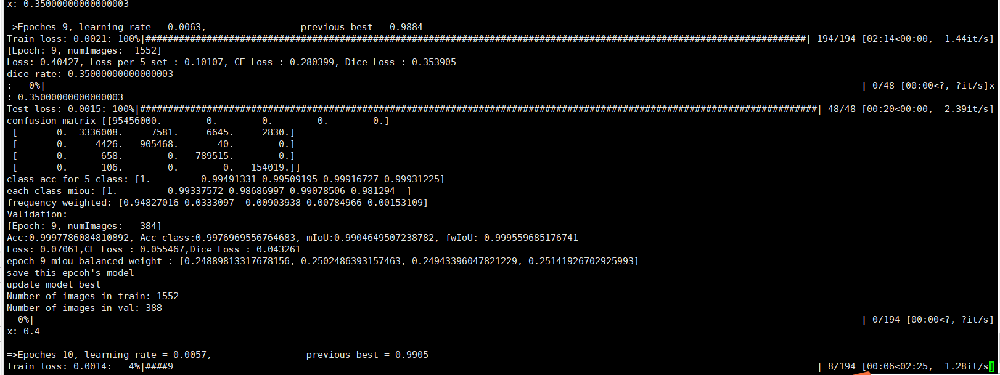 x: 0.35000000000000003
=>Epoches 9, learning rate = 0.0063,                 previous best = 0.9884
Train loss: 0.0021: 100%|#######################################################################################################################| 194/194 [02:14<00:00,  1.44it/s]
[Epoch: 9, numImages:  1552]
Loss: 0.40427, Loss per 5 set : 0.10107, CE Loss : 0.280399, Dice Loss : 0.353905
dice rate: 0.35000000000000003
:   0%|                                                                                                                                                   | 0/48 [00:00<?, ?it/s]x
: 0.35000000000000003
Test loss: 0.0015: 100%|##########################################################################################################################| 48/48 [00:20<00:00,  2.39it/s]
confusion matrix [[95456000.        0.        0.        0.        0.]
 [       0.  3336008.     7581.     6645.     2830.]
 [       0.     4426.   905468.       40.        0.]
 [       0.      658.        0.   789515.        0.]
 [       0.      106.        0.        0.   154019.]]
class acc for 5 class: [1.         0.99491331 0.99509195 0.99916727 0.99931225]
each class miou: [1.         0.99337572 0.98686997 0.99078506 0.981294  ]
frequency_weighted: [0.94827016 0.0333097  0.00903938 0.00784966 0.00153109]
Validation:
[Epoch: 9, numImages:   384]
Acc:0.9997786084810892, Acc_class:0.9976969556764683, mIoU:0.9904649507238782, fwIoU: 0.999559685176741
Loss: 0.07061,CE Loss : 0.055467,Dice Loss : 0.043261
epoch 9 miou balanced weight : [0.24889813317678156, 0.2502486393157463, 0.24943396047821229, 0.25141926702925993]
save this epcoh's model
update model best
Number of images in train: 1552
Number of images in val: 388
  0%|                                                                                                                                                     | 0/194 [00:00<?, ?it/s]
x: 0.4
=>Epoches 10, learning rate = 0.0057,                 previous best = 0.9905
Train loss: 0.0014:   4%|####9                                                                                                                    | 8/194 [00:06<02:25,  1.28it/s]